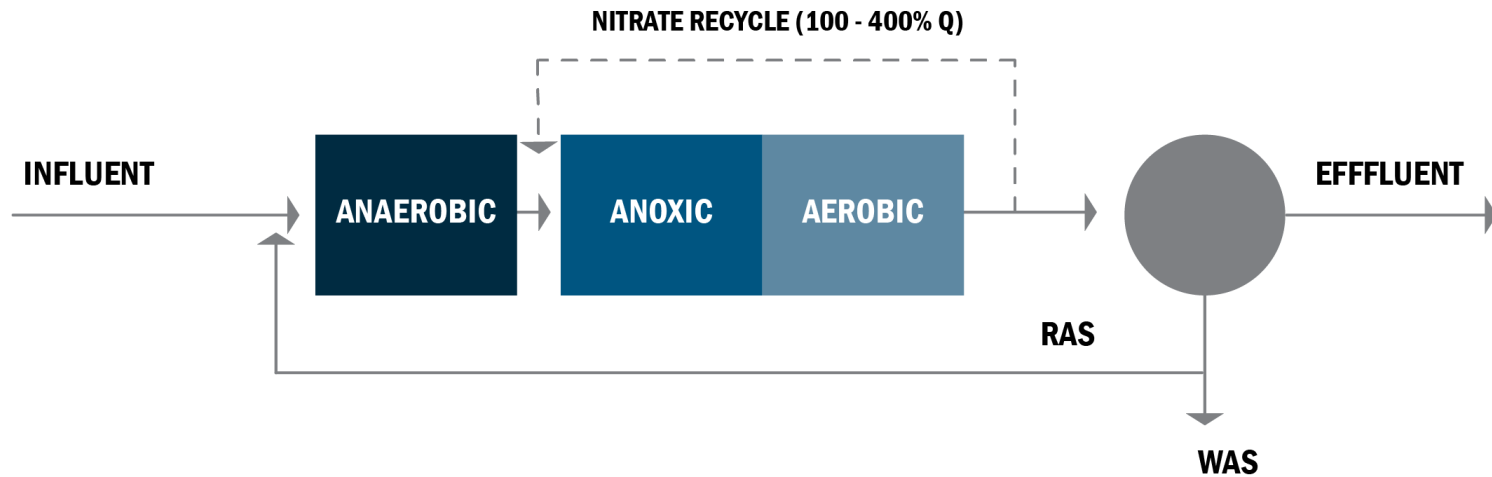 NITRATE RECYCLE (100 - 400% Q)
INFLUENT
ANAEROBIC
ANOXIC
AEROBIC
EFFFLUENT
RAS
WAS